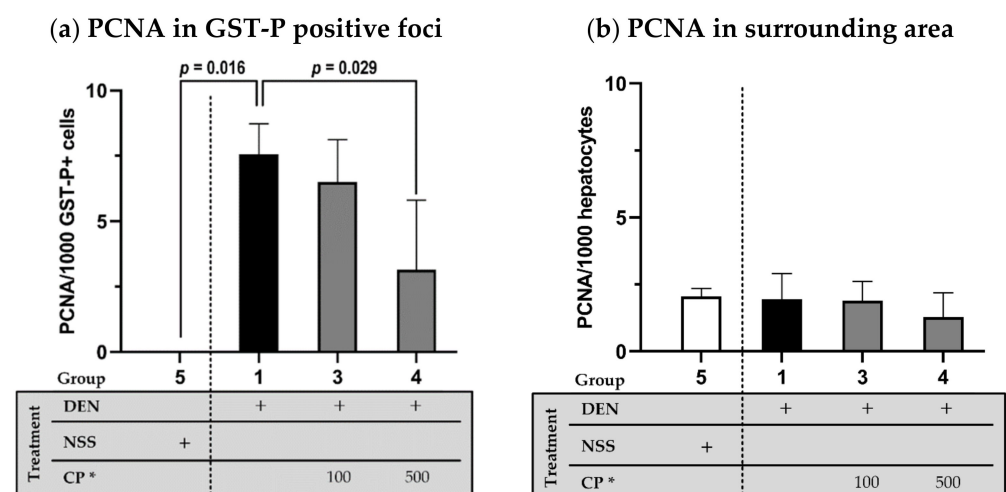 (a) PCNA in GST-P positive foci
p = 0.016 p = 0.029
10
5
0
PCNA/1000 GST-P+ cells
Group 5 1 3 4
Treatment
DEN + + +
NSS +
CP * 100 500
(b) PCNA in surrounding area
10
5
0
PCNA/1000 hepatocytes
Group 5 1 3 4
Treatment
DEN + + +
NSS +
CP * 100 500